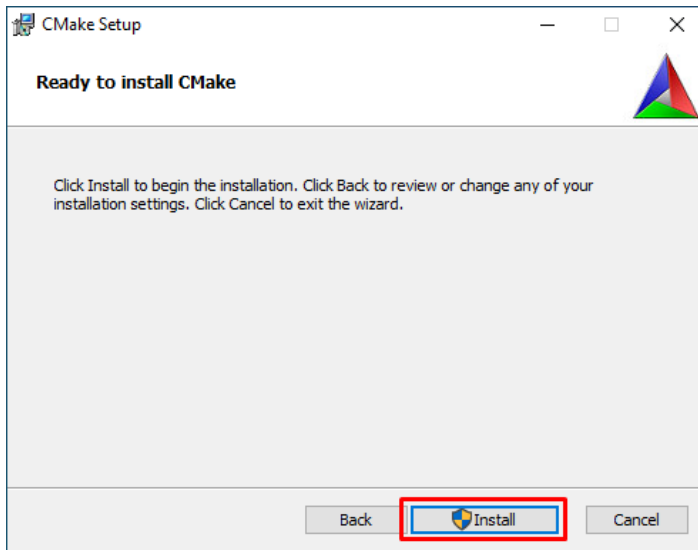 CMake Setup
Ready to install CMake
Click Install to begin the installation. Click Back to review or change any of your
installation settings. Click Cancel to exit the wizard.
Back
Install
Cancel